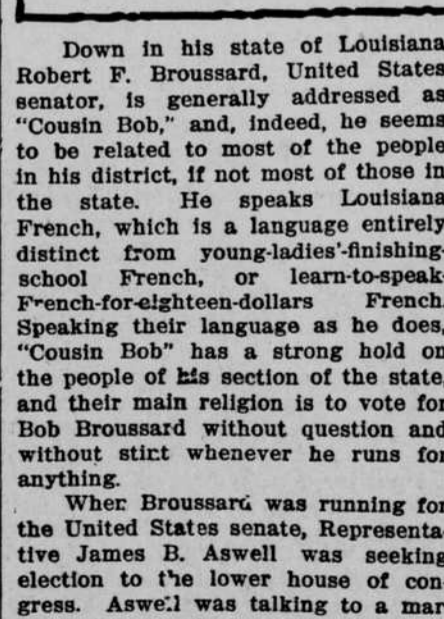 Down in his state of Louisiana
Robert F. Broussard, United States
senator, is generally addressed as
"Cousin Bob," and, indeed, he seems
to be related to most of the people
in his district, if not most of those in
the state. He speaks Louisiana
French, which is a language entirely
distinct from young-ladies'-finishing-
school French, or learn-to-speak-
French-for-eighteen-dollars French.
Speaking their language as he does,
"Cousin Bob" has a strong hold on
the people of his section of the state,
and their main religion is to vote for
Bob Broussard without question and
without stint whenever he runs for
anything.
When Broussard was running for
the United States senate, Representa-
tive James B. Aswell was seeking
election to the lower house of con-
gress. Aswell was talking to a man